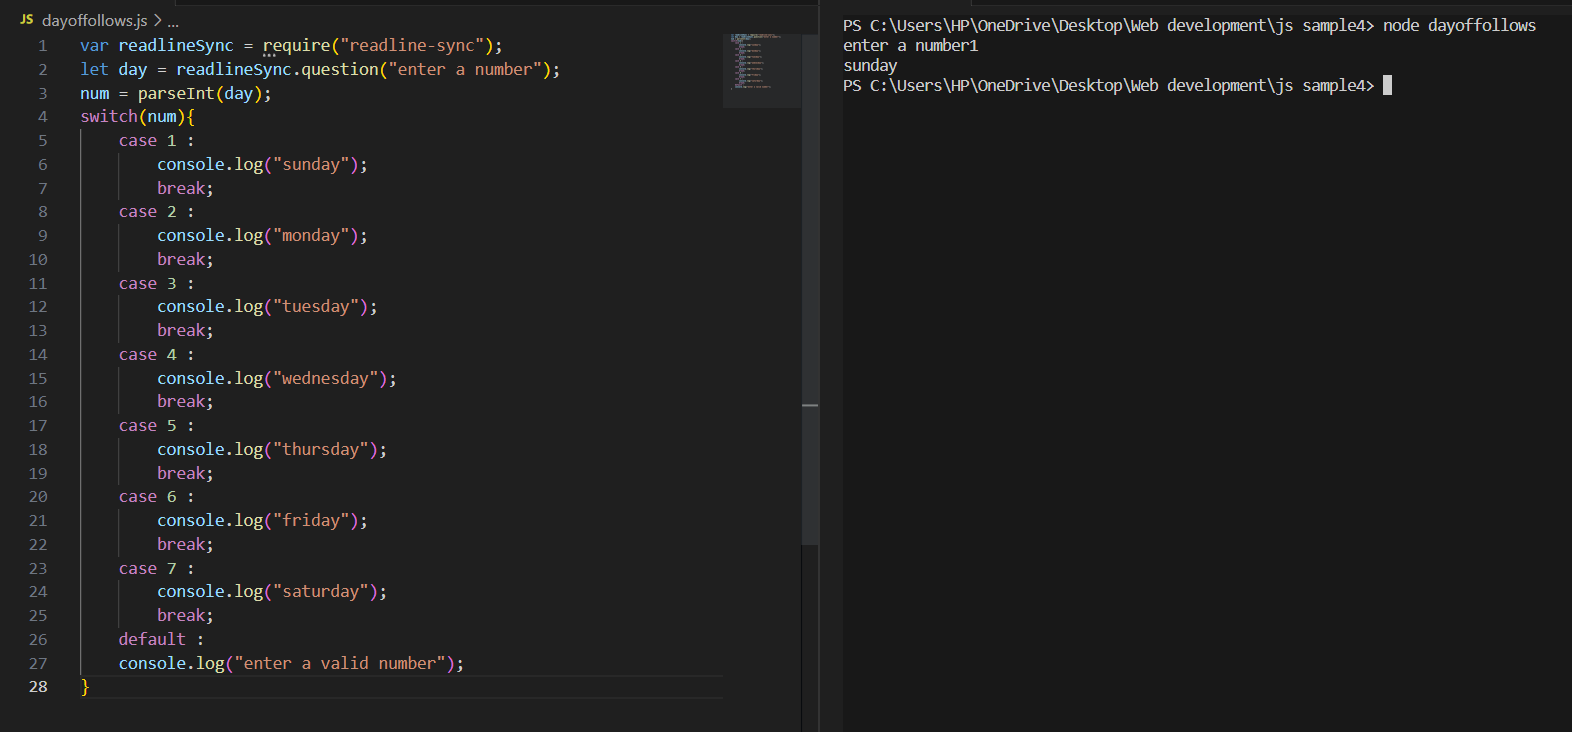 JS dayoffollows.js > ...
1 var readlineSync = require("readline-sync");
2 let day = readlineSync.question("enter a number");
3 num = parseInt(day);
4 switch(num){
5 case 1 :
6 console.log("sunday");
7 break;
8 case 2 :
9 console.log("monday");
10 break;
11 case 3 :
12 console.log("tuesday");
13 break;
14 case 4 :
15 console.log("wednesday");
16 break;
17 case 5 :
18 console.log("thursday");
19 break;
20 case 6 :
21 console.log("friday");
22 break;
23 case 7 :
24 console.log("saturday");
25 break;
26 default :
27 console.log("enter a valid number");
28 }
PS C:\Users\HP\OneDrive\Desktop\Web development\js sample4> node dayoffollows
enter a number1
sunday
PS C:\Users\HP\OneDrive\Desktop\Web development\js sample4>